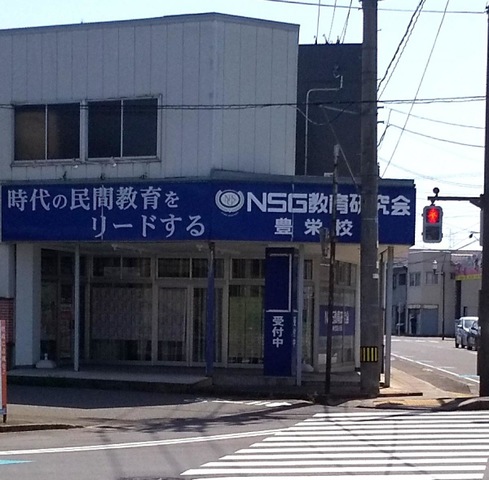 時代の民間教育を
リードする
NSG教育研究会
豊栄校
受付中